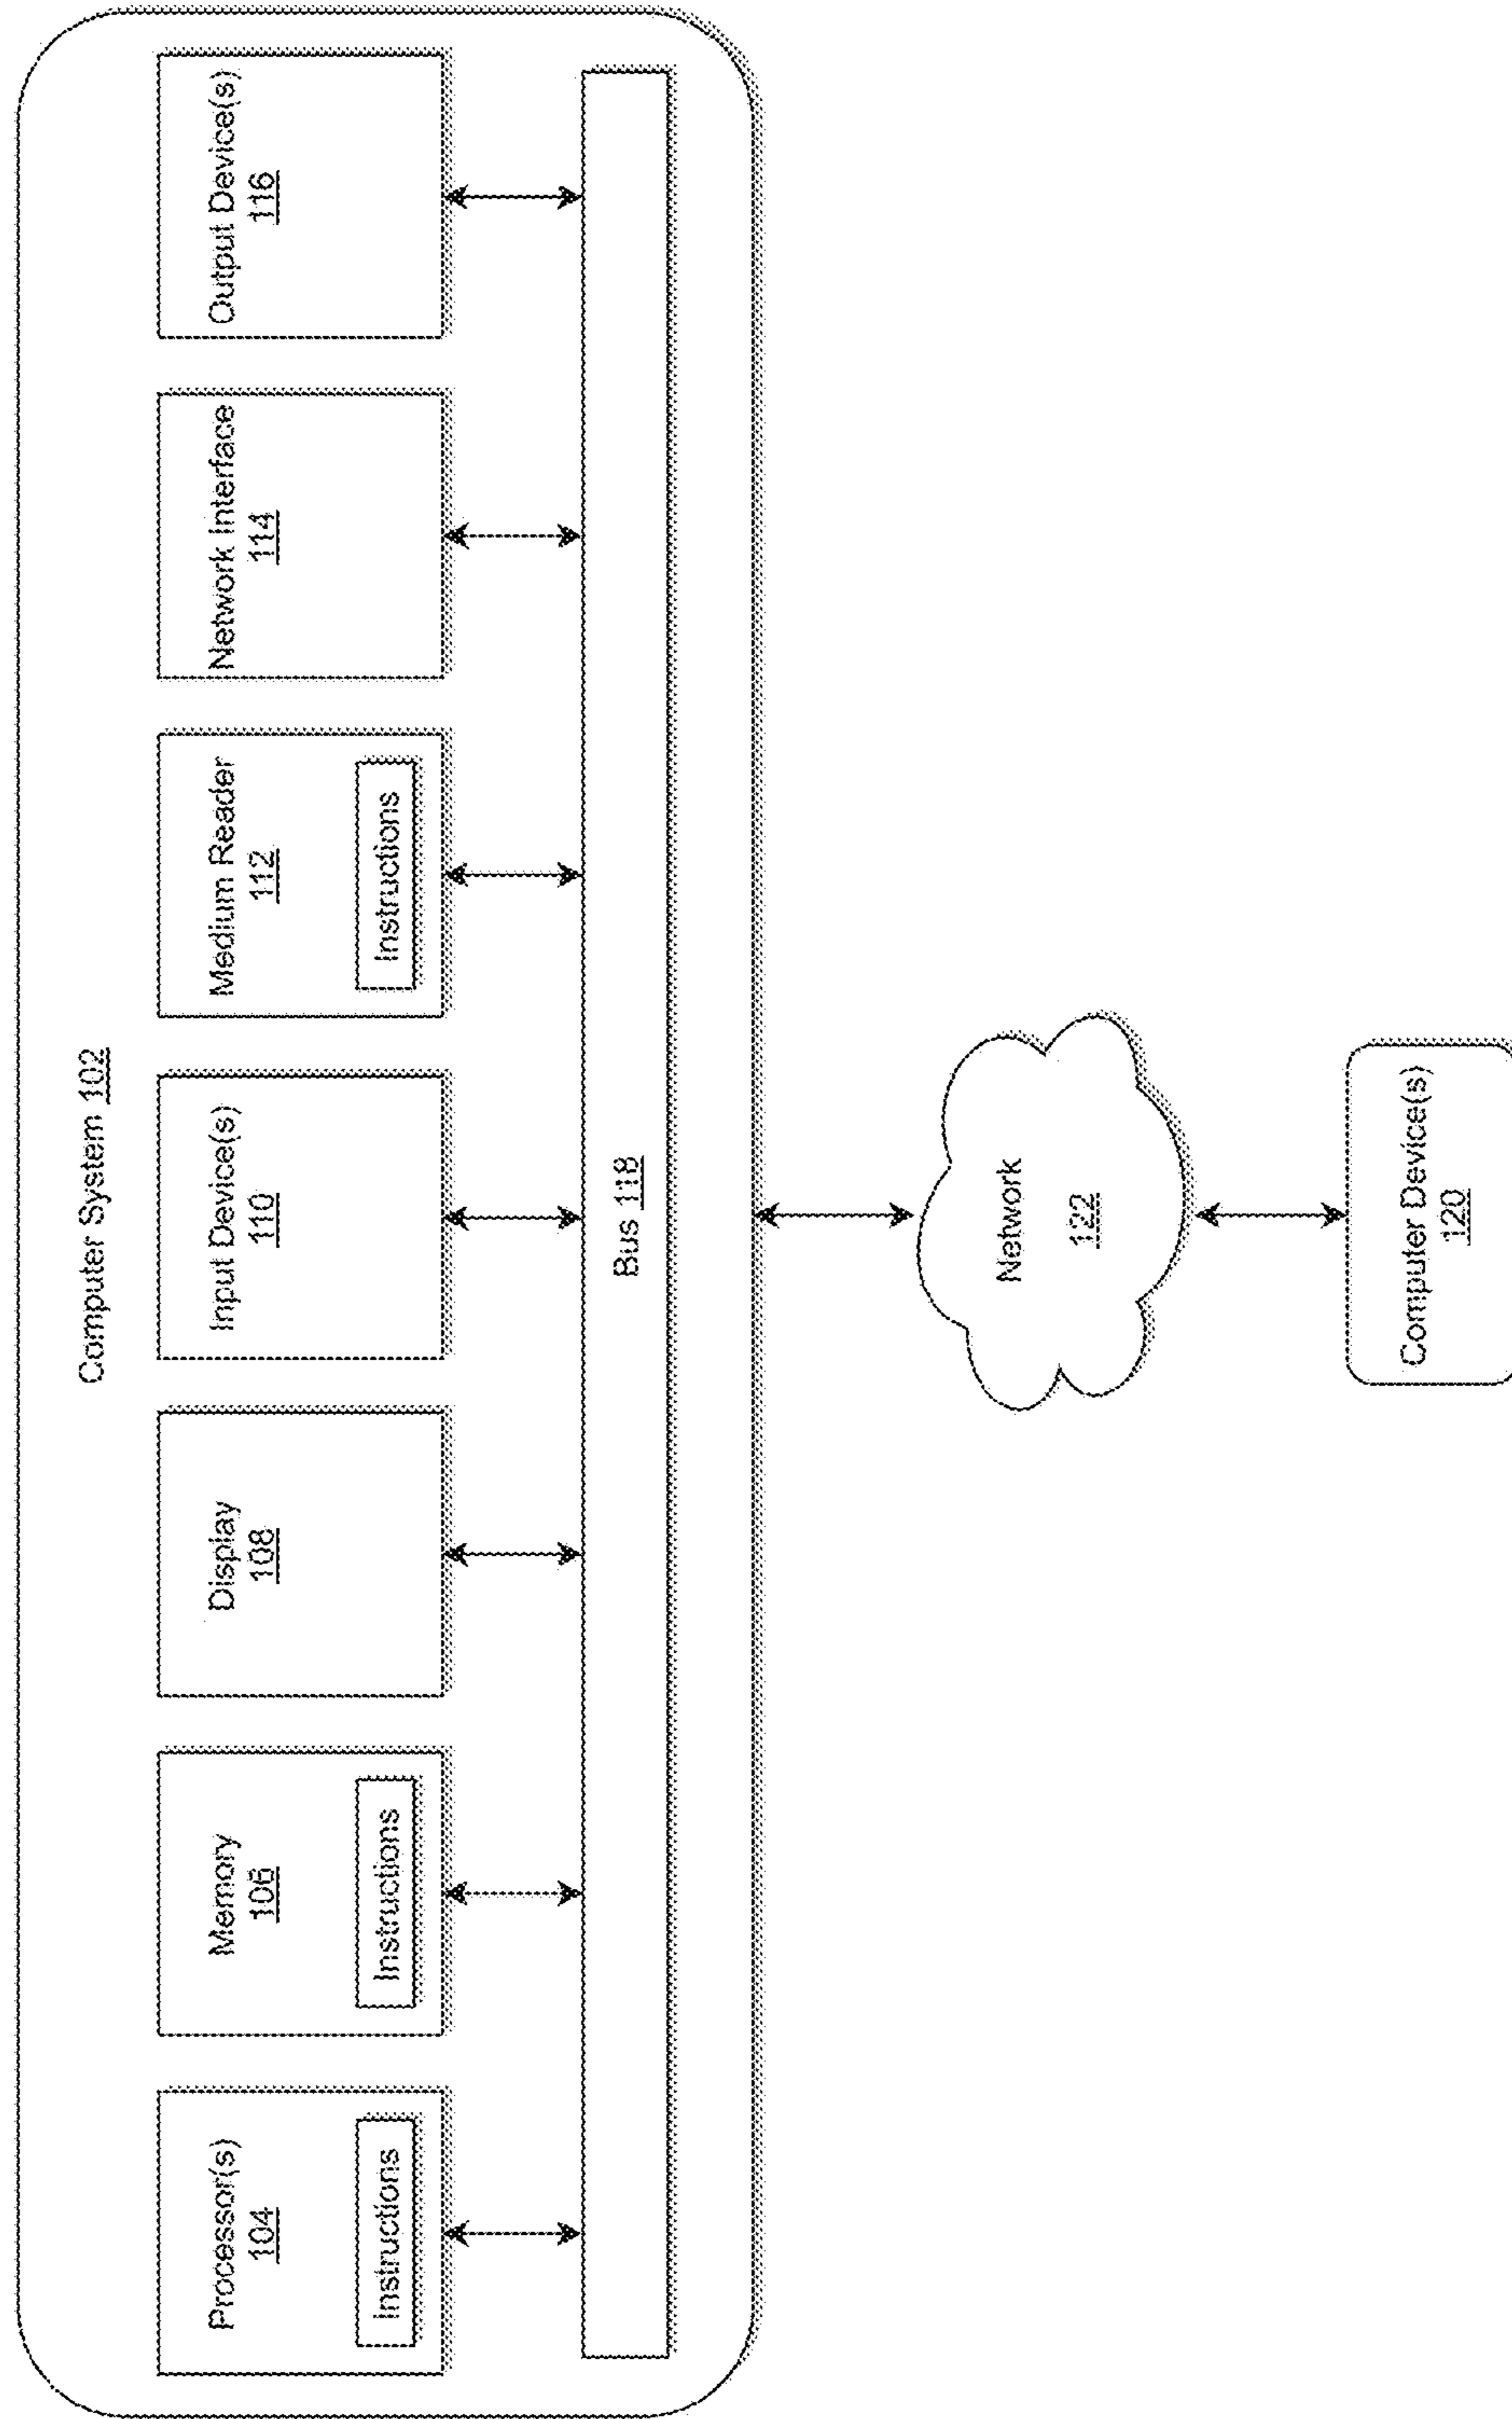 Computer System 102
Processor(s)
104
Instructions
Memory
106
Instructions
Display
108
Input Device(s)
110
Medium Reader
112
Instructions
Network Interface
114
Output Device(s)
116
Bus 118
Network
122
Computer Device(s)
120